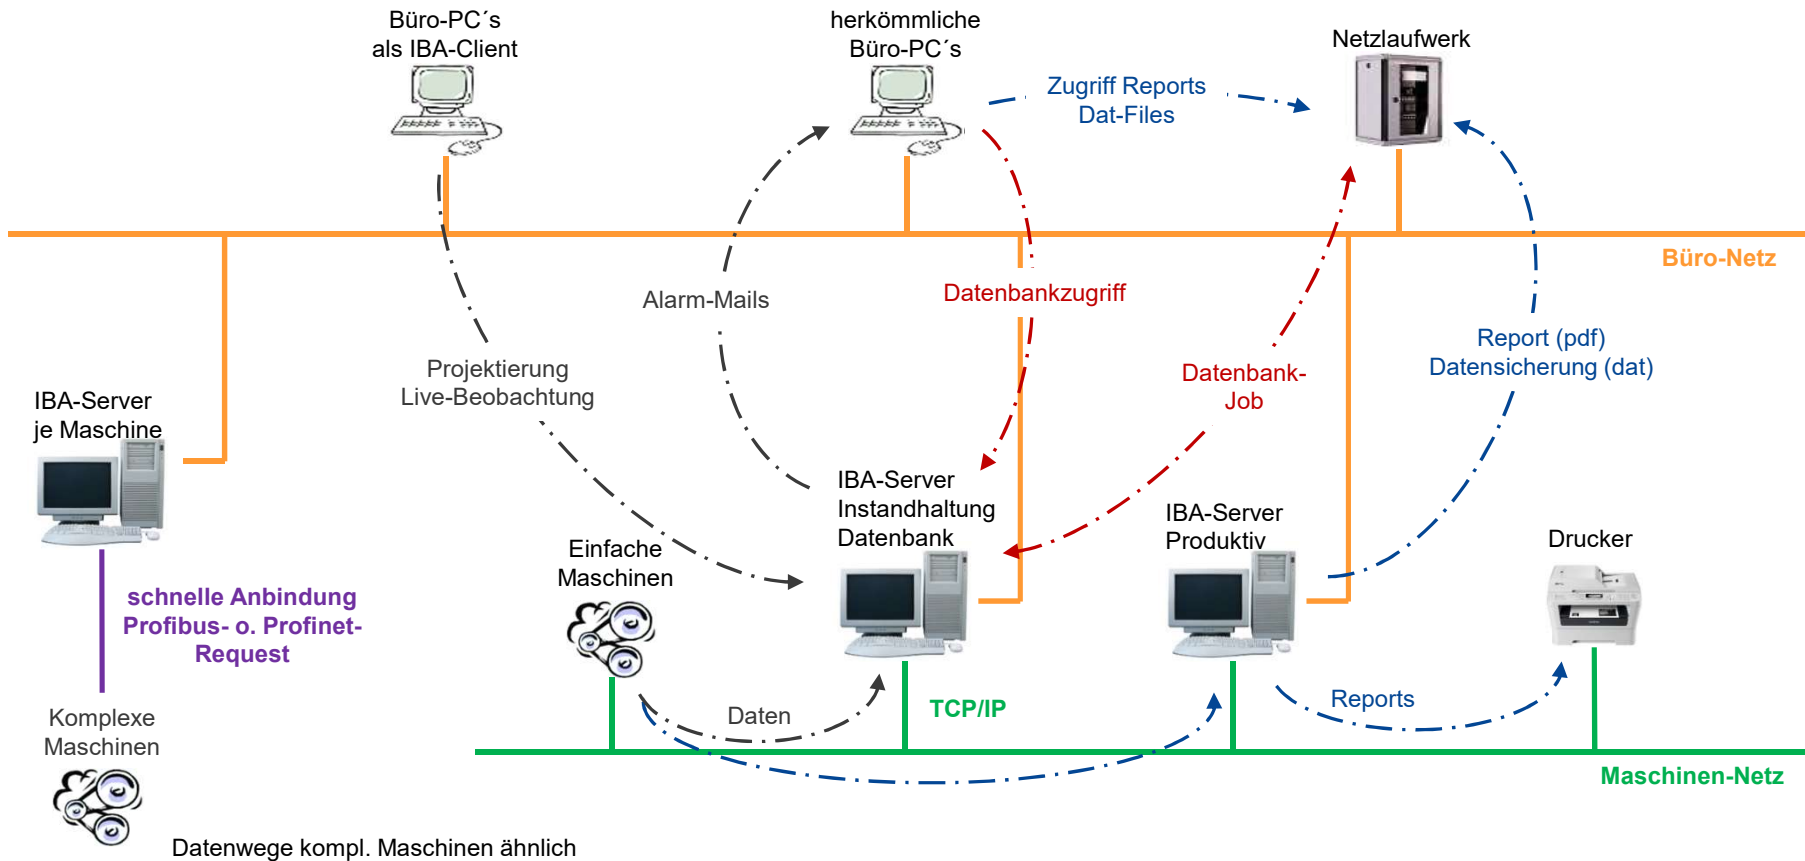 Büro-PC´s
als IBA-Client
herkömmliche
Büro-PC´s
Netzlaufwerk
Zugriff Reports
Dat-Files
Büro-Netz
Alarm-Mails
Datenbankzugriff
Report (pdf)
Datensicherung (dat)
Projektierung
Live-Beobachtung
Datenbank-
Job
IBA-Server
je Maschine
IBA-Server
Instandhaltung
Datenbank
IBA-Server
Produktiv
Drucker
Einfache
Maschinen
schnelle Anbindung
Profibus- o. Profinet-
Request
Komplexe
Maschinen
Daten
TCP/IP
Reports
Maschinen-Netz
Datenwege kompl. Maschinen ähnlich